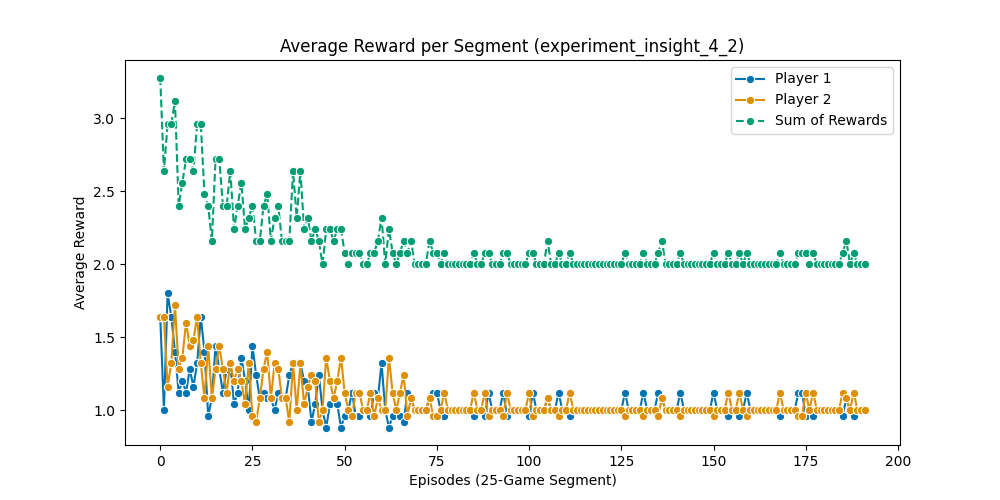 Average Reward per Segment (experiment_insight_4_2)
Player 1
Player 2
Sum of Rewards
Average Reward
3.0
2.5
2.0
1.5
1.0
0 25 50 75 100 125 150 175 200
Episodes (25-Game Segment)